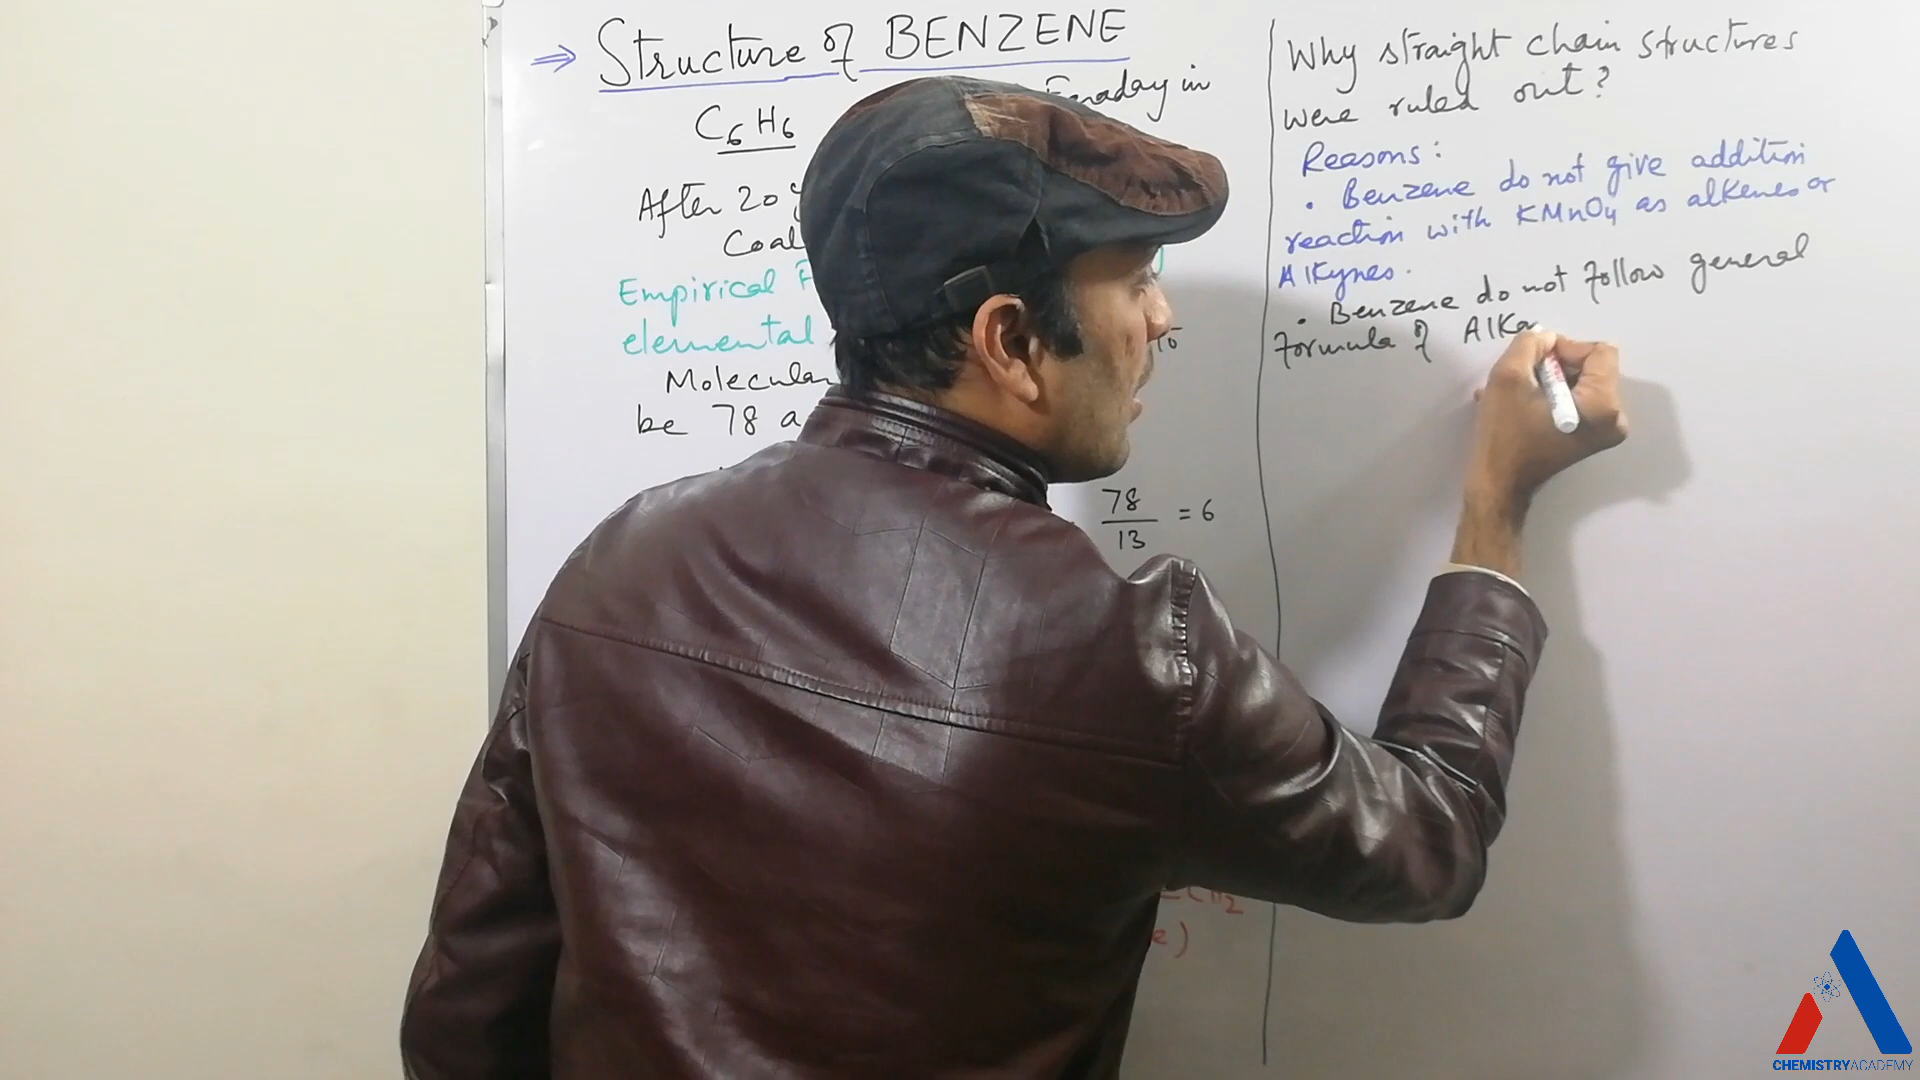 ⇒ Structure of BENZENE
C6H6 Faraday in
After 20
Coal
Empirical
elemental
Molecular
be 78 a
78
13
= 6
Why straight chain structures
were ruled out?
Reasons:
• Benzene do not give addition
reaction with KMnO4 as alkenes or
Alkynes.
• Benzene do not follow general
formula of Alka
CHEMISTRYACADEMY